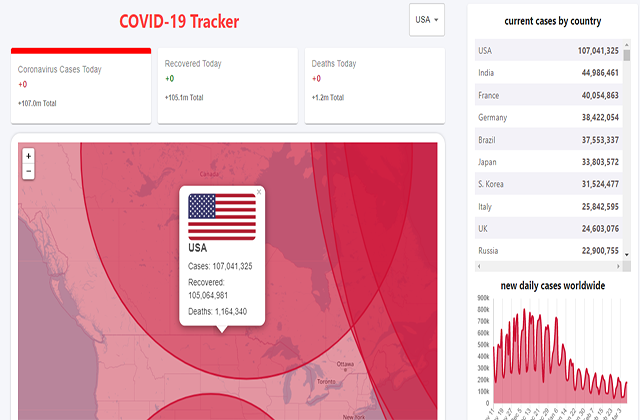 COVID-19 Tracker
USA
Coronavirus Cases Today
+0
+107.0m Total
Recovered Today
+0
+105.1m Total
Deaths Today
+0
+1.2m Total
+
−
Canada
×
USA
Cases: 107,041,325
Recovered:
105,064,981
Deaths: 1,164,340
Ottawa
Toronto
New York
current cases by country
USA 107,041,325
India 44,986,461
France 40,054,863
Germany 38,422,054
Brazil 37,553,337
Japan 33,803,572
S. Korea 31,524,477
Italy 25,842,595
UK 24,603,076
Russia 22,900,755
new daily cases worldwide
900k
800k
700k
600k
500k
400k
300k
200k
100k
0